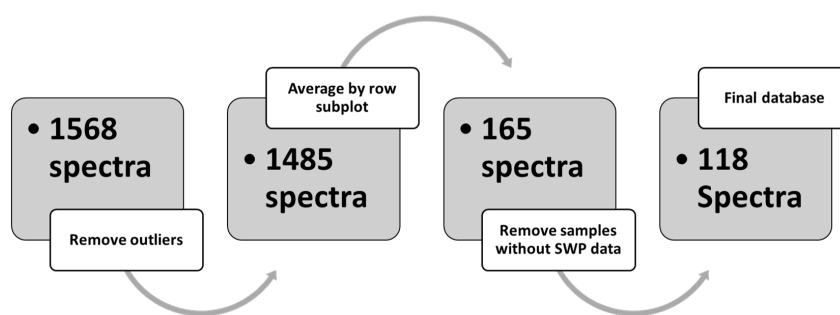 • 1568
spectra
Remove outliers
Average by row
subplot
• 1485
spectra
• 165
spectra
Remove samples
without SWP data
Final database
• 118
Spectra